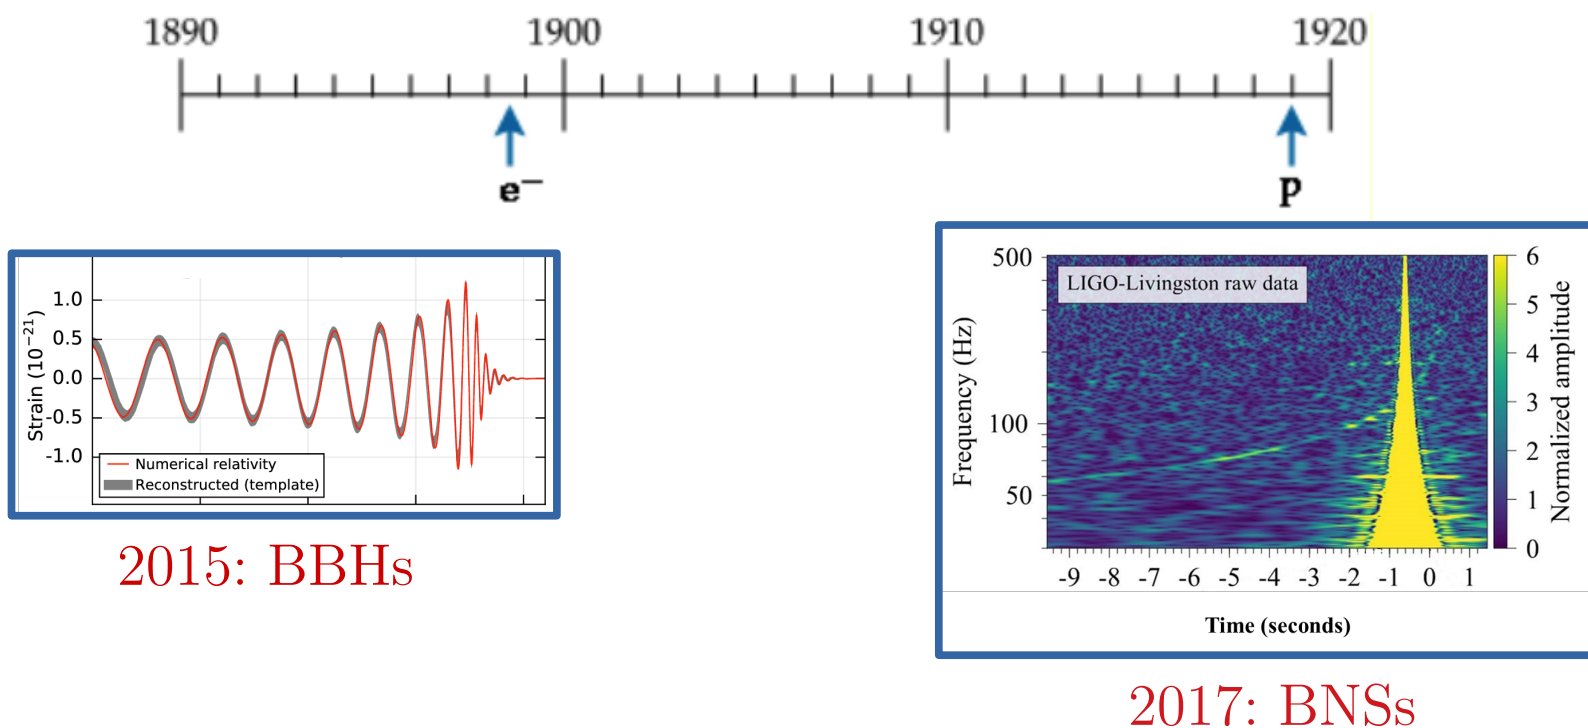 1890 1900 1910 1920
e⁻ p
Strain (10⁻²¹)
1.0
0.5
0.0
-0.5
-1.0
Numerical relativity
Reconstructed (template)
2015: BBHs
Frequency (Hz)
500
100
50
LIGO-Livingston raw data
6
5
4
3
2
1
0
Normalized amplitude
-9 -8 -7 -6 -5 -4 -3 -2 -1 0 1
Time (seconds)
2017: BNSs